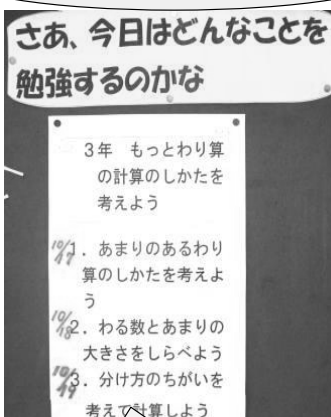 さあ、今日はどんなことを
勉強するのかな
3年 もっとわり算
の計算のしかたを
考えよう
10/17 1. あまりのあるわり
算のしかたを考えよ
う
10/18 2. わる数とあまりの
大きさをしらべよう
10/19 3. 分け方のちがいを
考えて計算しよう